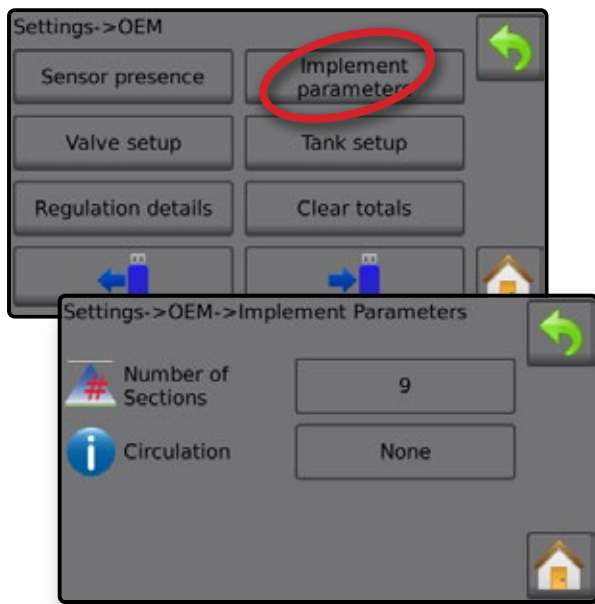 Settings->OEM
Sensor presence
Implement
parameters
Valve setup
Tank setup
Regulation details
Clear totals
Settings->OEM->Implement Parameters
#
Number of
Sections
9
i
Circulation
None